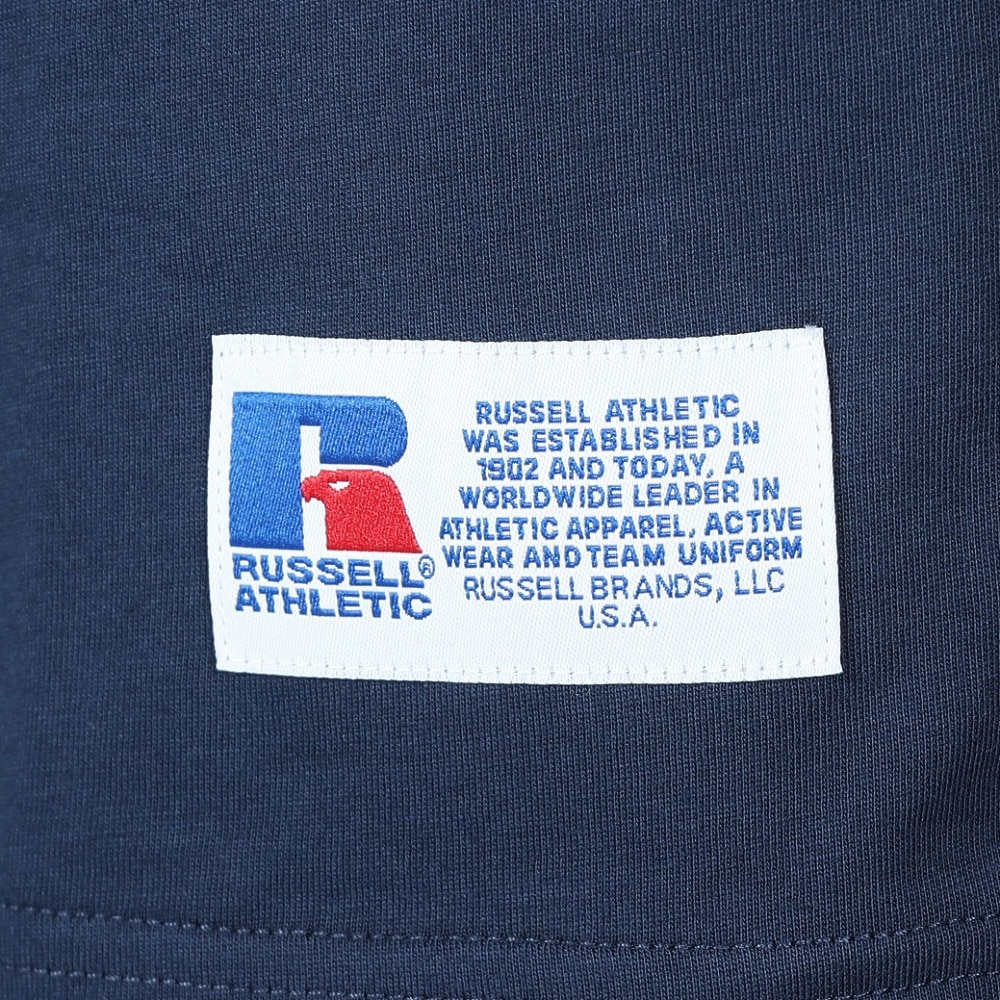 RUSSELL®
ATHLETIC
RUSSELL ATHLETIC
WAS ESTABLISHED IN
1902 AND TODAY, A
WORLDWIDE LEADER IN
ATHLETIC APPAREL, ACTIVE
WEAR AND TEAM UNIFORM
RUSSELL BRANDS, LLC
U.S.A.